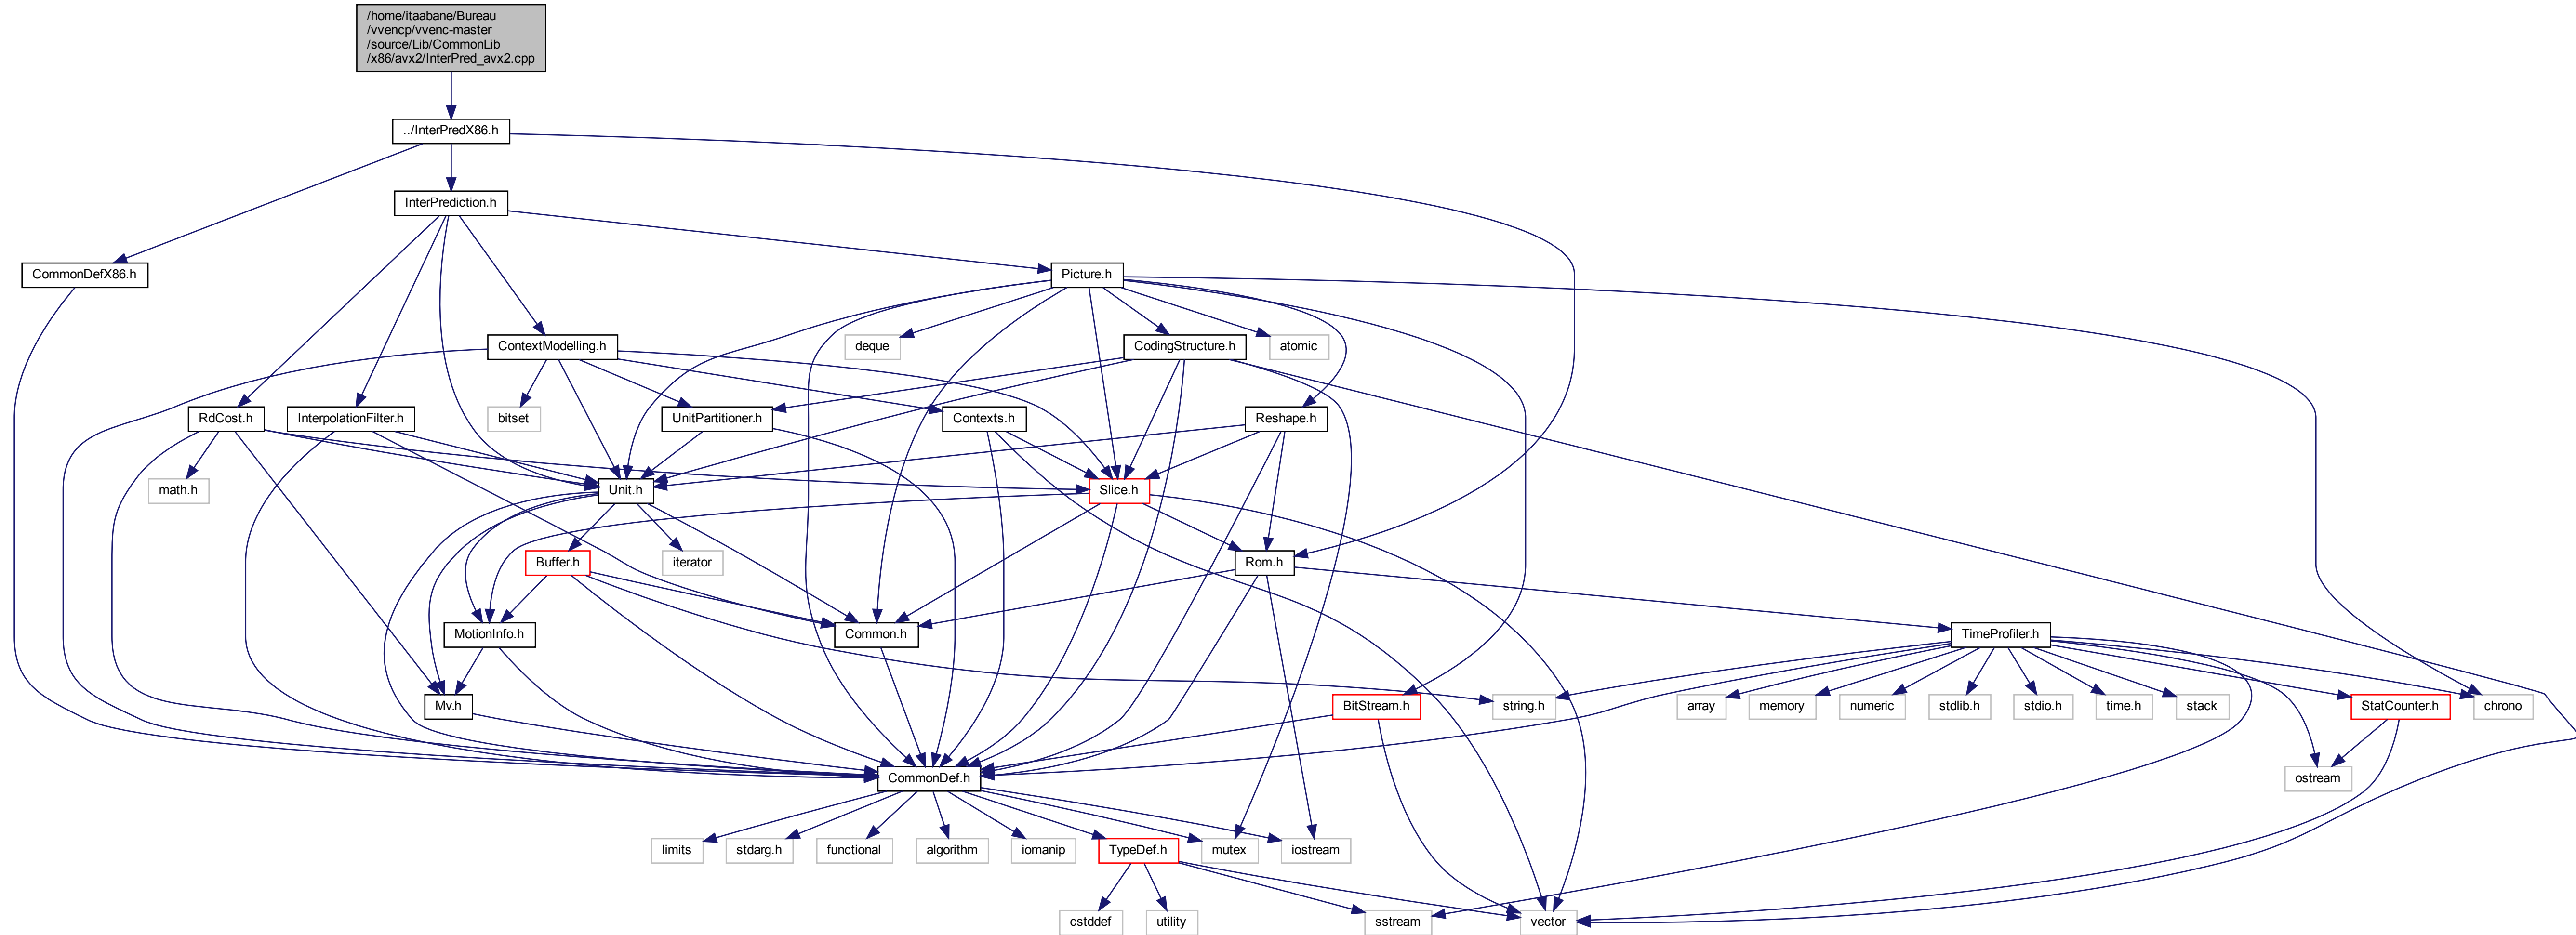 /home/itaabane/Bureau
/vvencp/vvenc-master
/source/Lib/CommonLib
/x86/avx2/InterPred_avx2.cpp
../InterPredX86.h
InterPrediction.h
CommonDefX86.h
Picture.h
ContextModelling.h
deque
CodingStructure.h
atomic
RdCost.h
InterpolationFilter.h
bitset
UnitPartitioner.h
Contexts.h
Reshape.h
math.h
Unit.h
Slice.h
Buffer.h
iterator
Rom.h
MotionInfo.h
Common.h
TimeProfiler.h
Mv.h
BitStream.h
string.h
array
memory
numeric
stdlib.h
stdio.h
time.h
stack
StatCounter.h
chrono
CommonDef.h
ostream
limits
stdarg.h
functional
algorithm
iomanip
TypeDef.h
mutex
iostream
cstddef
utility
sstream
vector